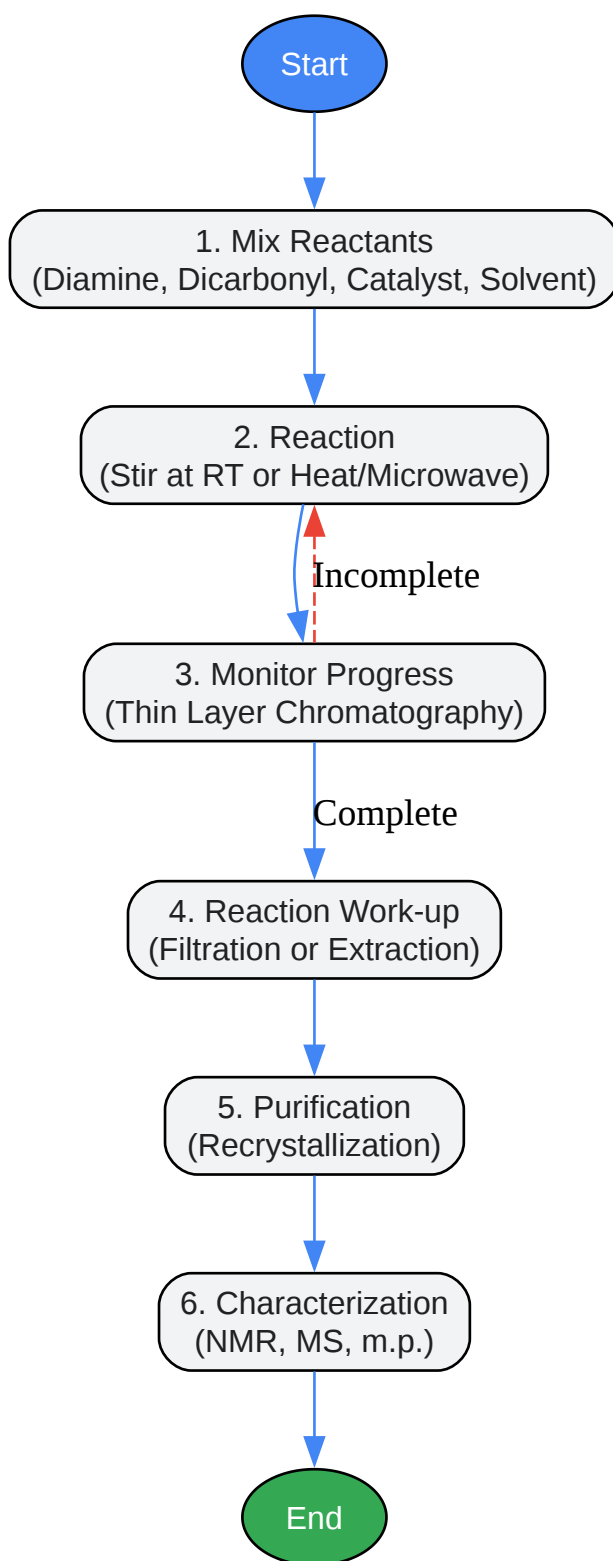 Start
1. Mix Reactants
(Diamine, Dicarbonyl, Catalyst, Solvent)
2. Reaction
(Stir at RT or Heat/Microwave)
Incomplete
3. Monitor Progress
(Thin Layer Chromatography)
Complete
4. Reaction Work-up
(Filtration or Extraction)
5. Purification
(Recrystallization)
6. Characterization
(NMR, MS, m.p.)
End